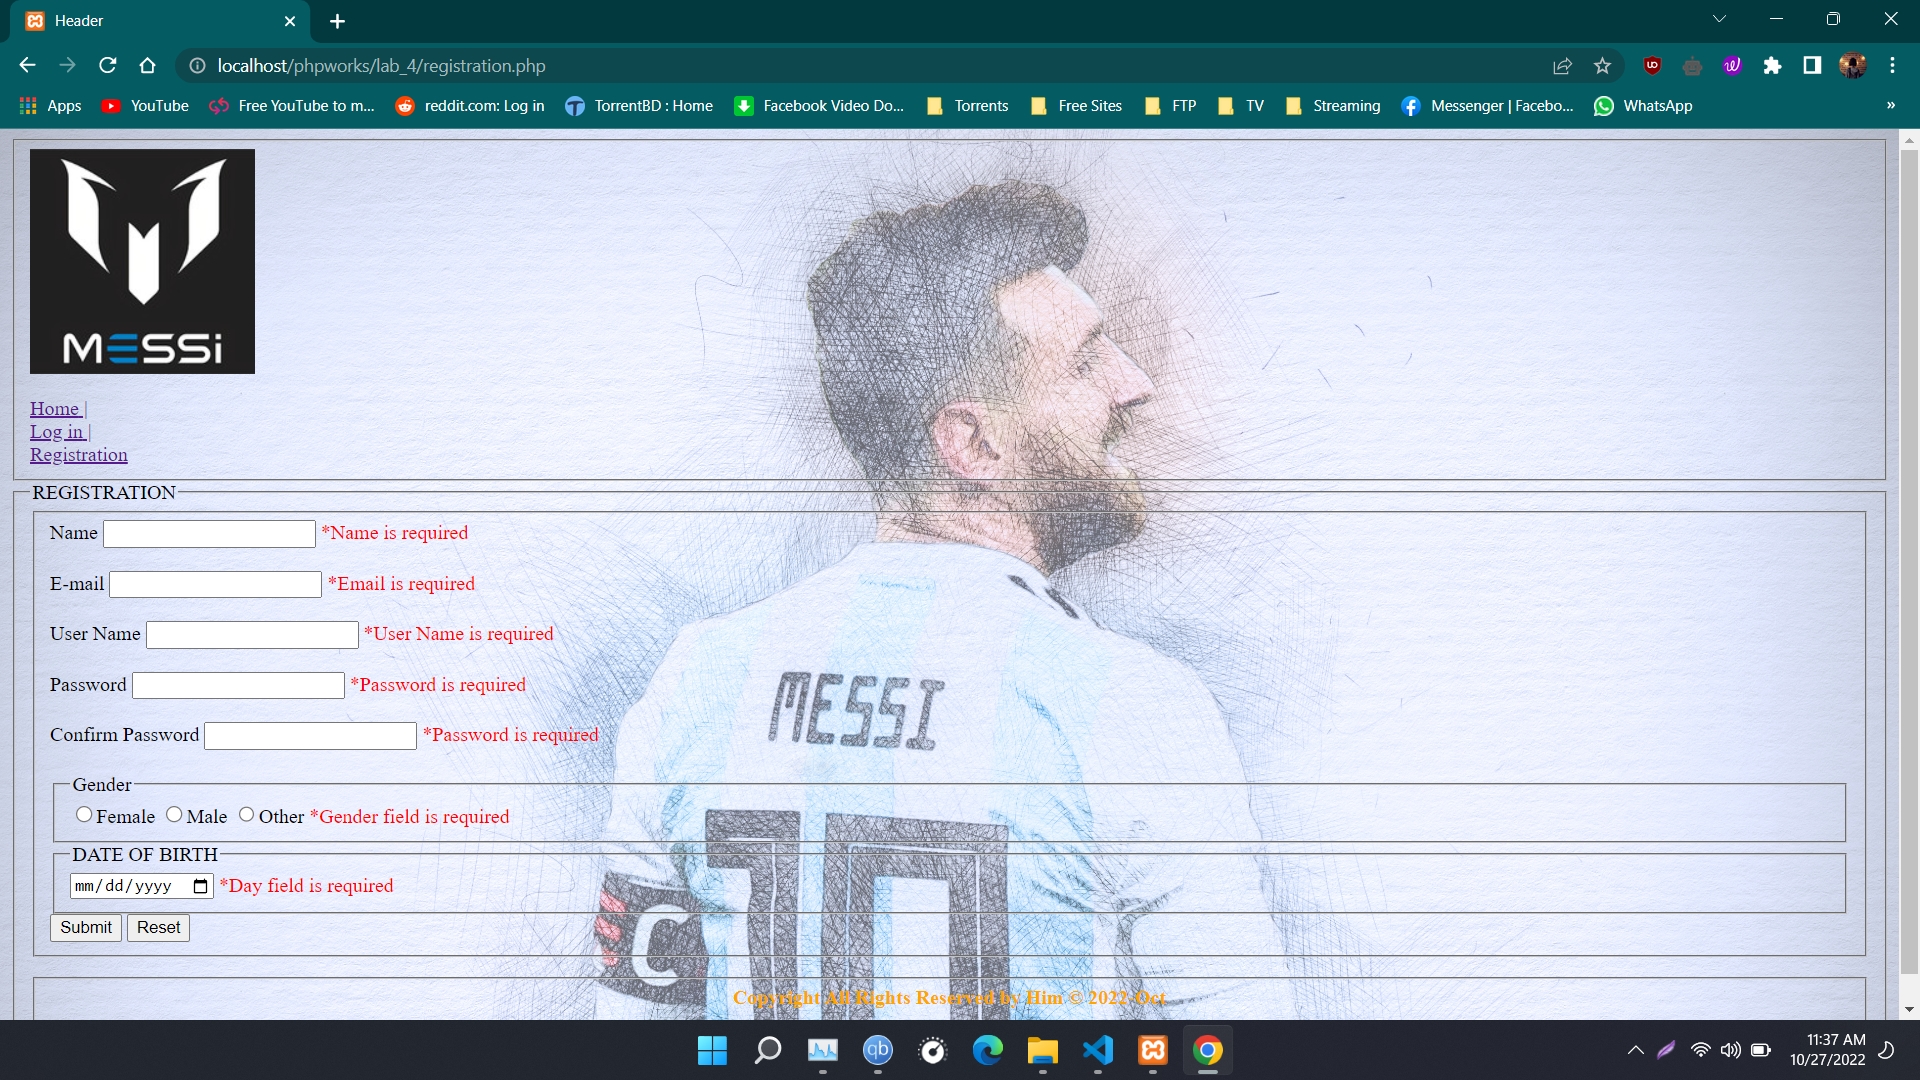 Header
localhost/phpworks/lab_4/registration.php
Apps YouTube Free YouTube to m... reddit.com: Log in TorrentBD : Home Facebook Video Do... Torrents Free Sites FTP TV Streaming Messenger | Facebo... WhatsApp »
MESSi
Home |
Log in |
Registration
REGISTRATION
Name *Name is required
E-mail *Email is required
User Name *User Name is required
Password *Password is required
Confirm Password *Password is required
Gender
Female Male Other *Gender field is required
DATE OF BIRTH
mm/dd/yyyy *Day field is required
Submit Reset
MESSI
10
C
Copyright All Rights Reserved by Him © 2022-Oct
qb
11:37 AM
10/27/2022